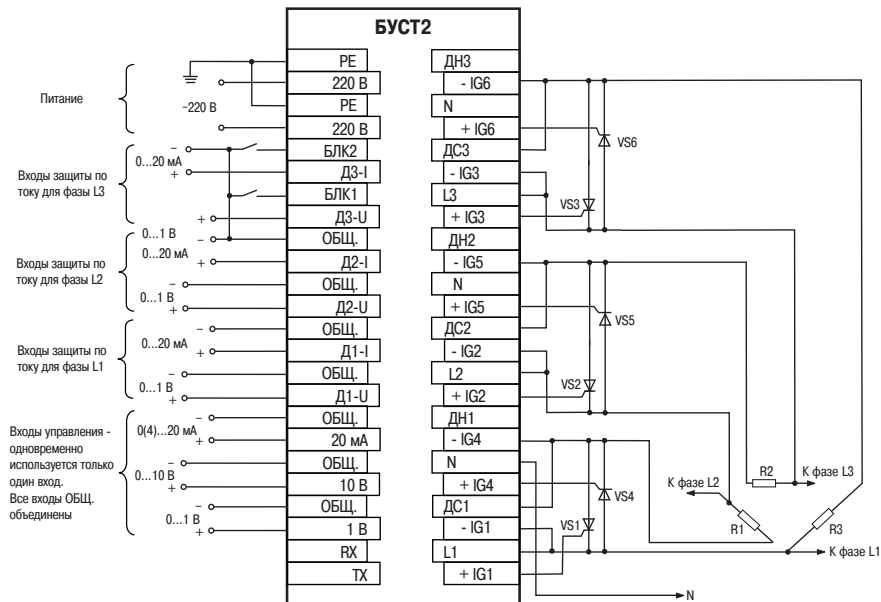 БУСТ2
PE
220 В
PE
220 В
БЛК2
Д3-I
БЛК1
Д3-U
ОБЩ.
Д2-I
ОБЩ.
Д2-U
ОБЩ.
Д1-I
ОБЩ.
Д1-U
ОБЩ.
20 мА
ОБЩ.
10 В
ОБЩ.
1 В
RX
TX
ДН3
- IG6
N
+ IG6
ДС3
- IG3
L3
+ IG3
ДН2
- IG5
N
+ IG5
ДС2
- IG2
L2
+ IG2
ДН1
- IG4
N
+ IG4
ДС1
- IG1
L1
+ IG1
Питание
~220 В
Входы защиты по
току для фазы L3
–
0...20 мА
+
+
0...1 В
–
Входы защиты по
току для фазы L2
0...20 мА
+
–
0...1 В
+
Входы защиты по
току для фазы L1
–
0...20 мА
+
–
0...1 В
+
Входы управления -
одновременно
используется только
один вход.
Все входы ОБЩ.
объединены
–
0(4)...20 мА
+
–
0...10 В
+
–
0...1 В
+
VS6
VS3
VS5
VS2
VS4
VS1
R2
К фазе L3
К фазе L2
R1
R3
К фазе L1
N